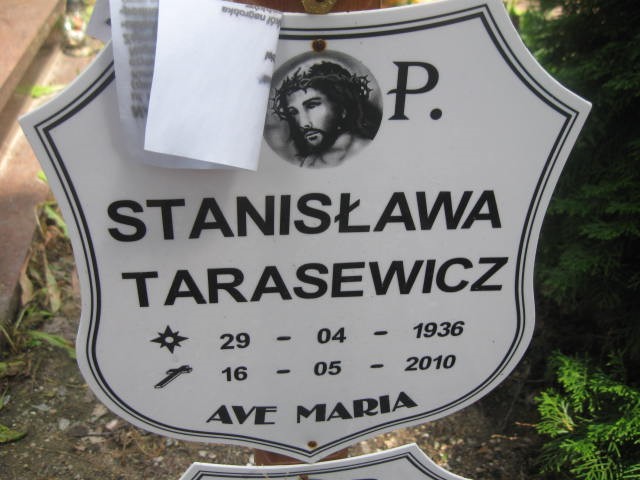 P.
STANISŁAWA
TARASEWICZ
29 - 04 - 1936
16 - 05 - 2010
AVE MARIA